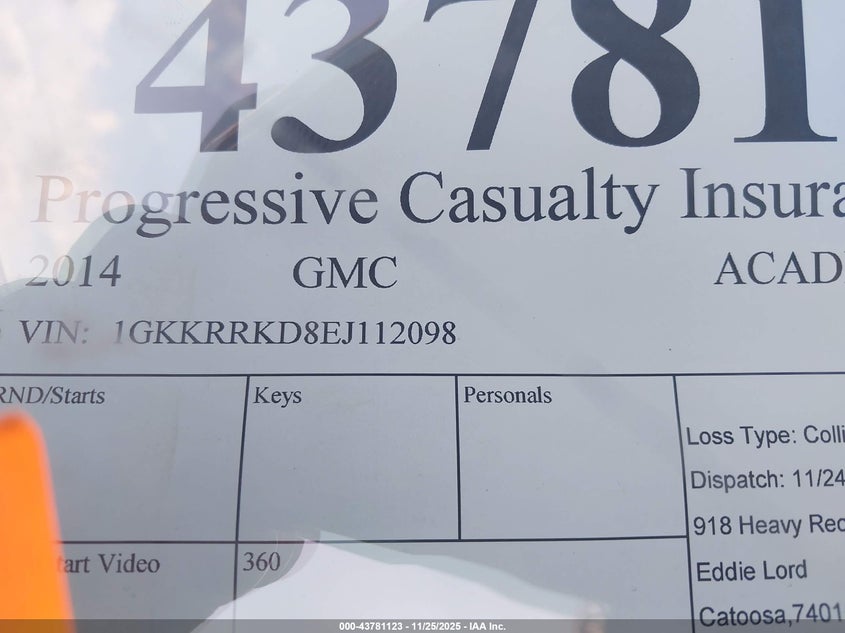 43781
Progressive Casualty Insura
2014 GMC ACAD
VIN: 1GKKRRKD8EJ112098
RND/Starts Keys Personals
Loss Type: Colli
Dispatch: 11/24
918 Heavy Rec
tart Video 360
Eddie Lord
Catoosa,7401
000-43781123 - 11/25/2025 - IAA Inc.